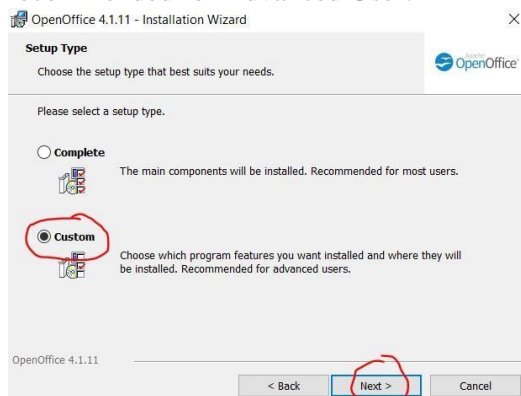 OpenOffice 4.1.11 - Installation Wizard
Setup Type
Choose the setup type that best suits your needs.
Apache
OpenOffice
Please select a setup type.
Complete
The main components will be installed. Recommended for most users.
Custom
Choose which program features you want installed and where they will
be installed. Recommended for advanced users.
OpenOffice 4.1.11
< Back Next > Cancel